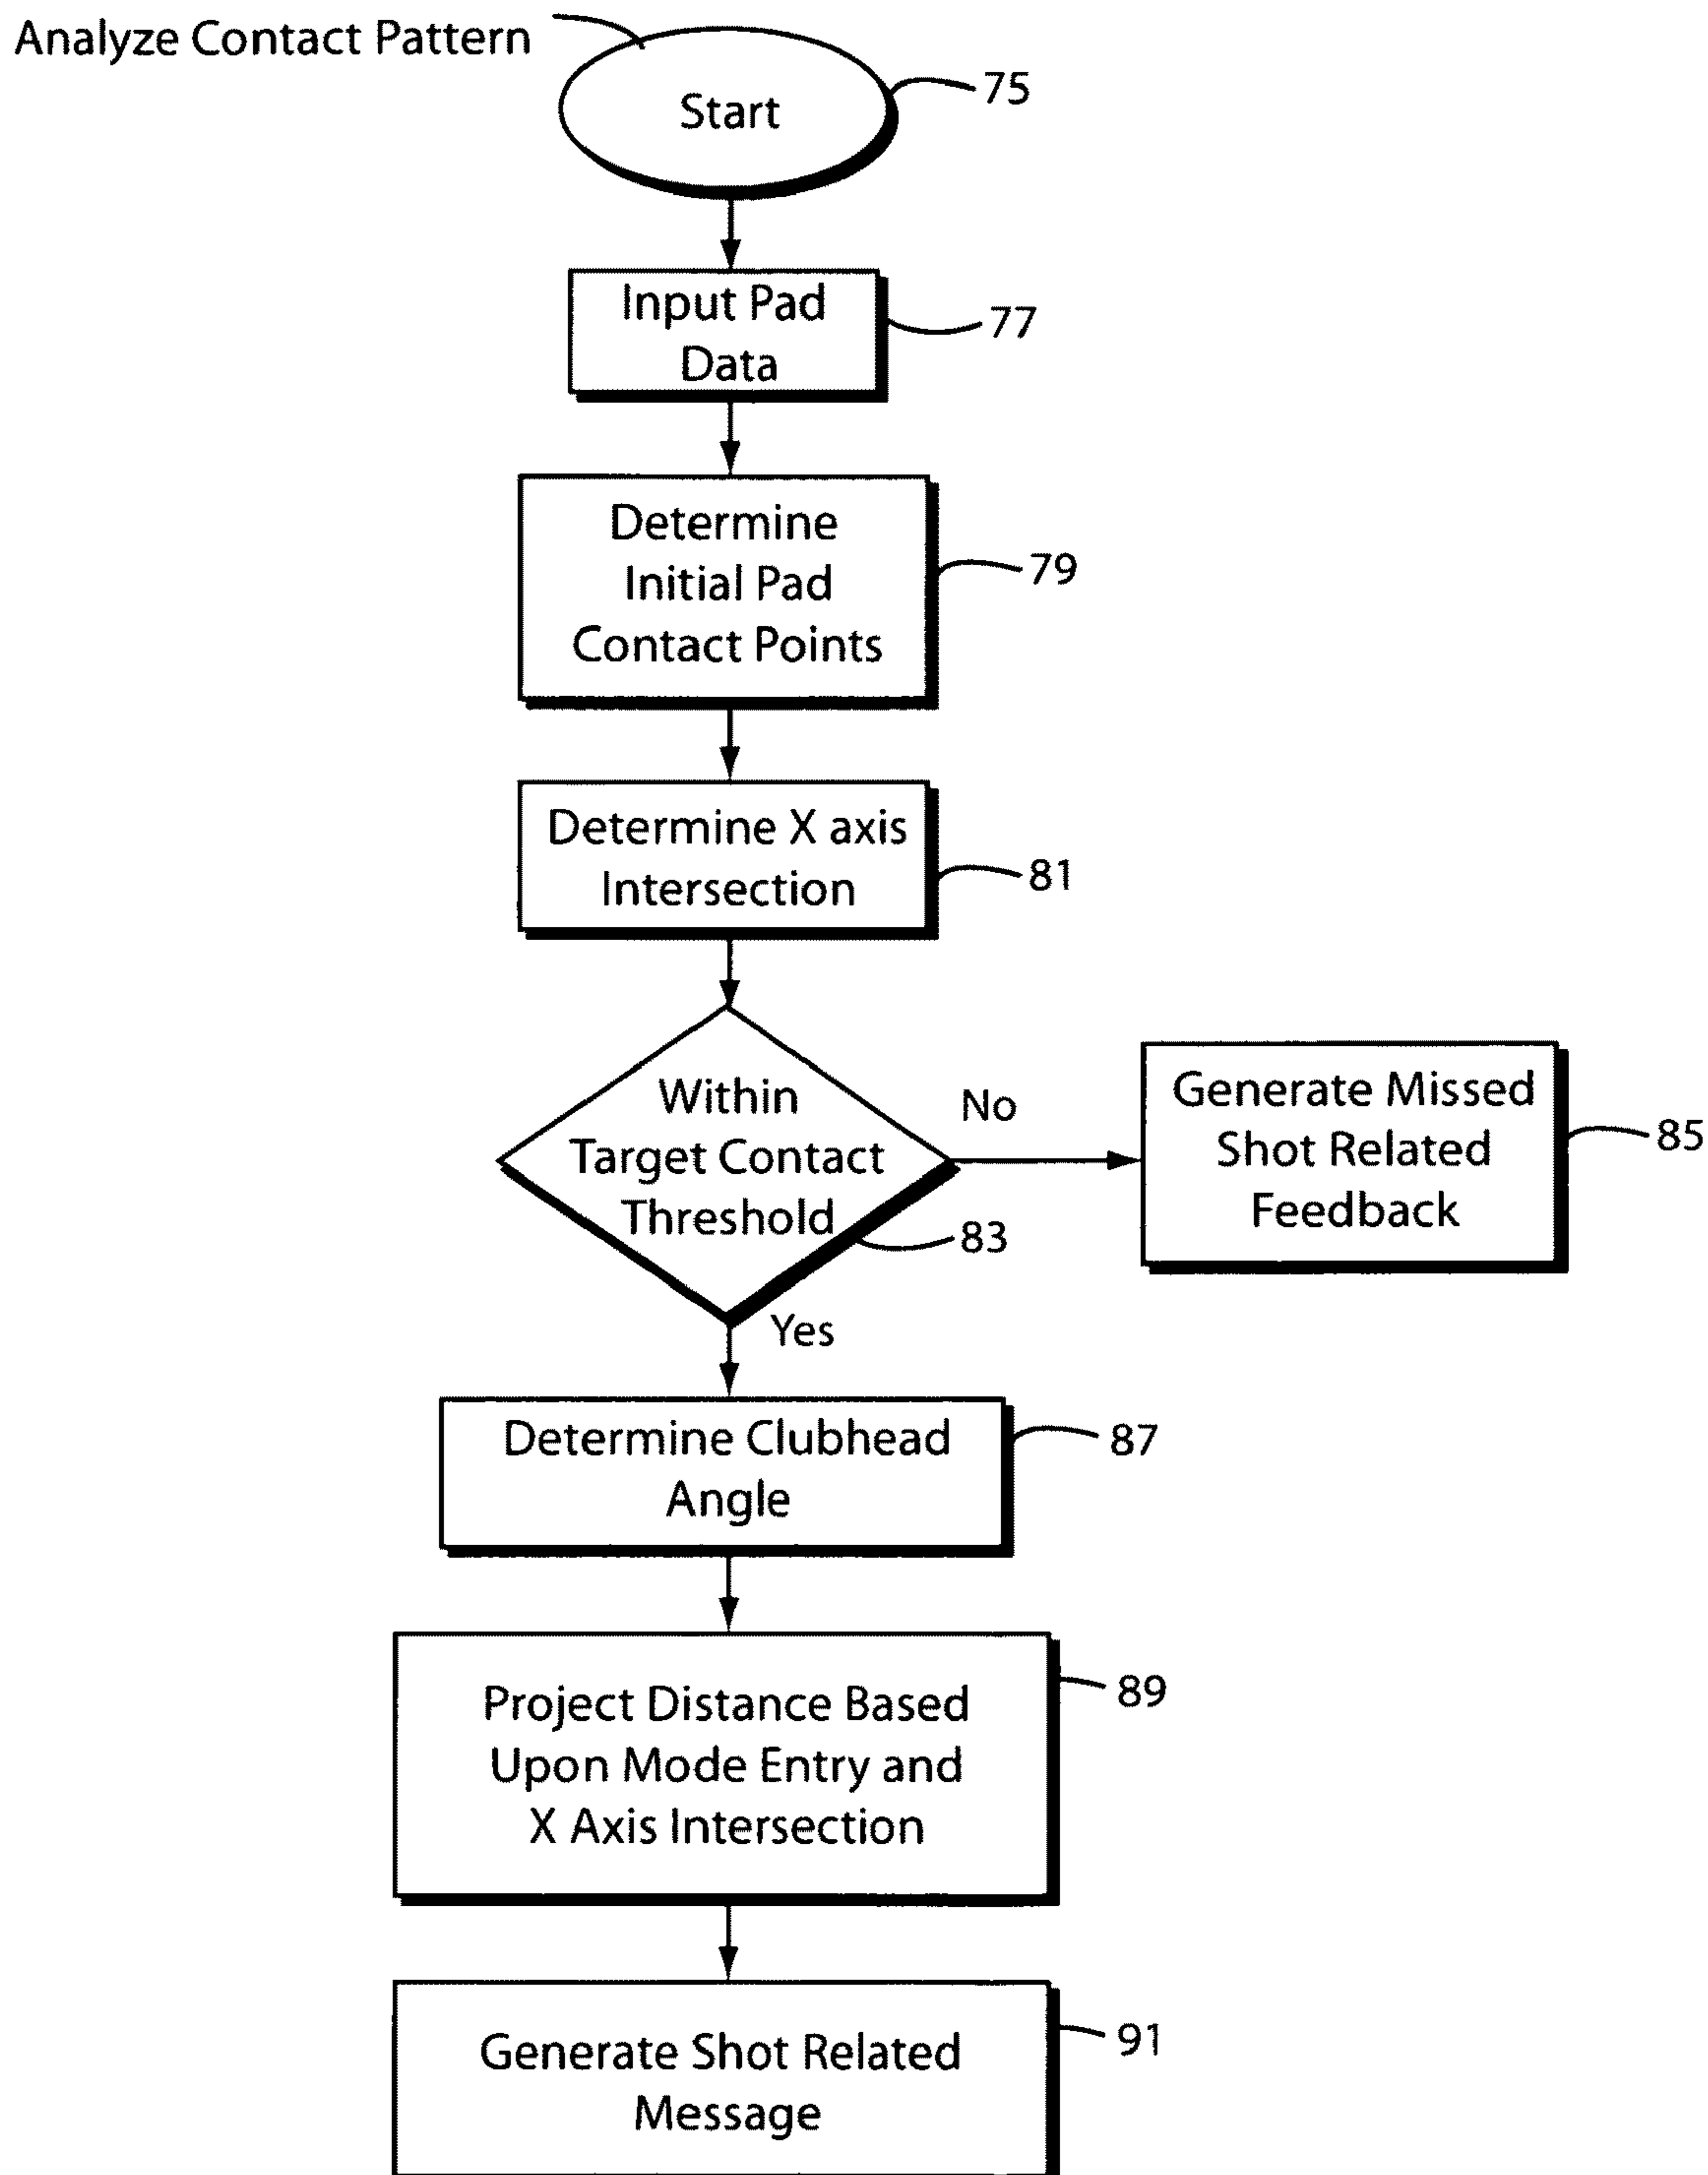 Analyze Contact Pattern
Start
75
Input Pad
Data
77
Determine
Initial Pad
Contact Points
79
Determine X axis
Intersection
81
Within
Target Contact
Threshold
83
No
Generate Missed
Shot Related
Feedback
85
Yes
Determine Clubhead
Angle
87
Project Distance Based
Upon Mode Entry and
X Axis Intersection
89
Generate Shot Related
Message
91